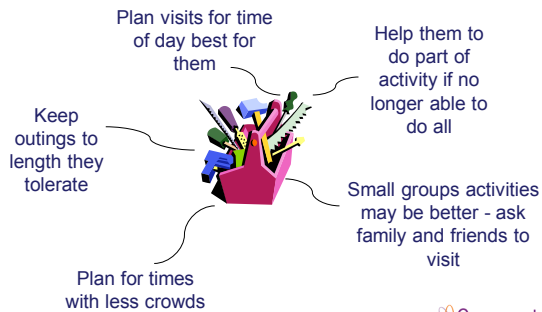 Plan visits for time
of day best for
them
Help them to
do part of
activity if no
longer able to
do all
Keep
outings to
length they
tolerate
Small groups activities
may be better - ask
family and friends to
visit
Plan for times
with less crowds